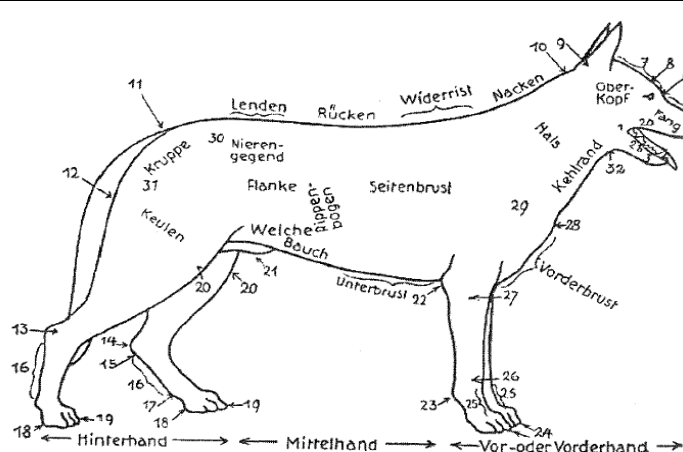 10
9
7
8
11
Lenden
Rücken
Widerrist
Nacken
Ober-
Kopf
Fang
1
20
28
30
Nieren-
gegend
Kruppe
31
12
Hals
Kehlrand
32
Flanke
Rippen-
bogen
Seitenbrust
29
28
Keulen
Welche
Bauch
20
20
21
Unterbrust
22
27
Vorderbrust
13
14
15
16
16
17
18
19
18
19
23
26
25
25
24
Hinterhand
Mittelhand
Vor-oder Vorderhand